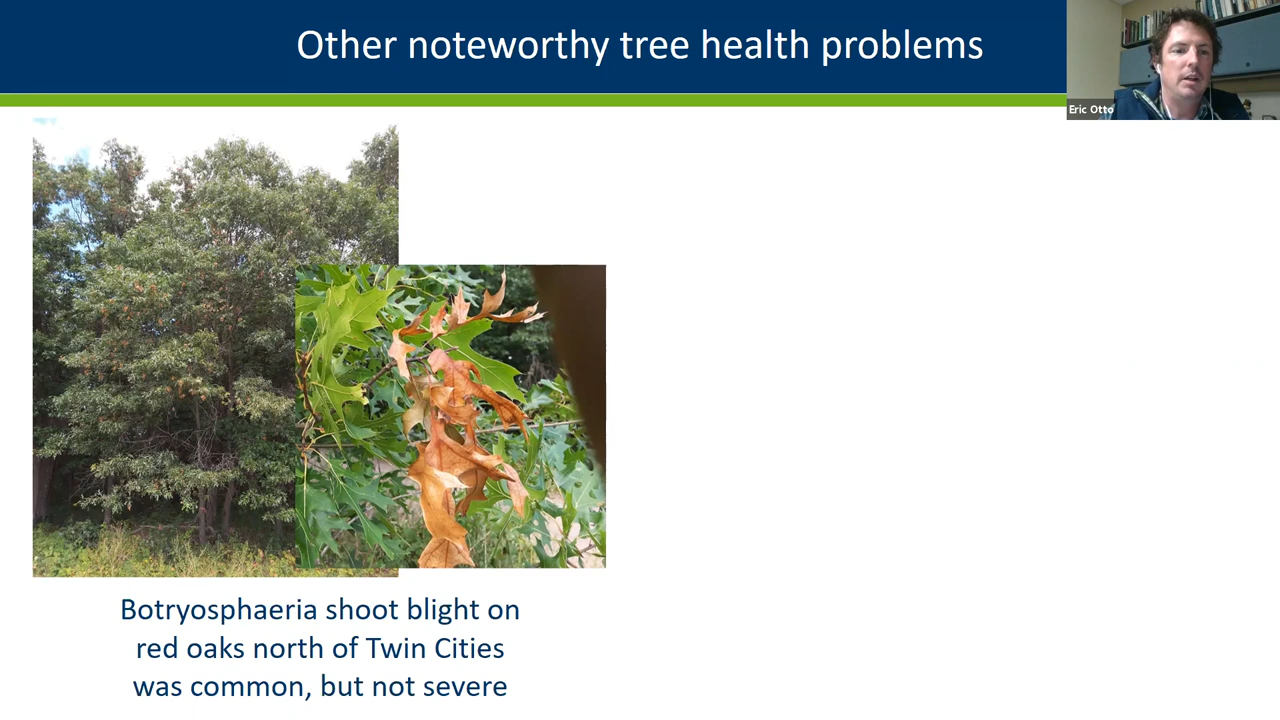 Other noteworthy tree health problems
Eric Otto
Botryosphaeria shoot blight on
red oaks north of Twin Cities
was common, but not severe